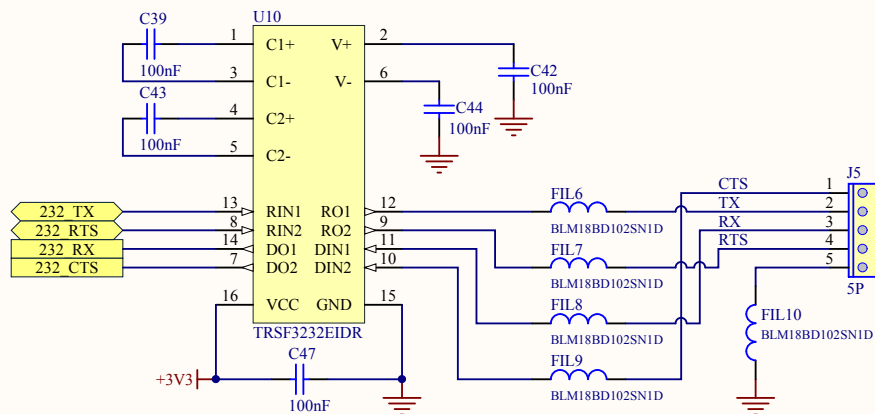 U10
C39
100nF
C43
100nF
1
3
4
5
C1+
C1-
C2+
C2-
V+
V-
2
6
C42
100nF
C44
100nF
232_TX
232_RTS
232_RX
232_CTS
13
8
14
7
RIN1
RIN2
DO1
DO2
RO1
RO2
DIN1
DIN2
12
9
11
10
16
VCC
GND
15
TRSF3232EIDR
+3V3
C47
100nF
FIL6
BLM18BD102SN1D
FIL7
BLM18BD102SN1D
FIL8
BLM18BD102SN1D
FIL9
BLM18BD102SN1D
CTS
TX
RX
RTS
J5
1
2
3
4
5
5P
FIL10
BLM18BD102SN1D